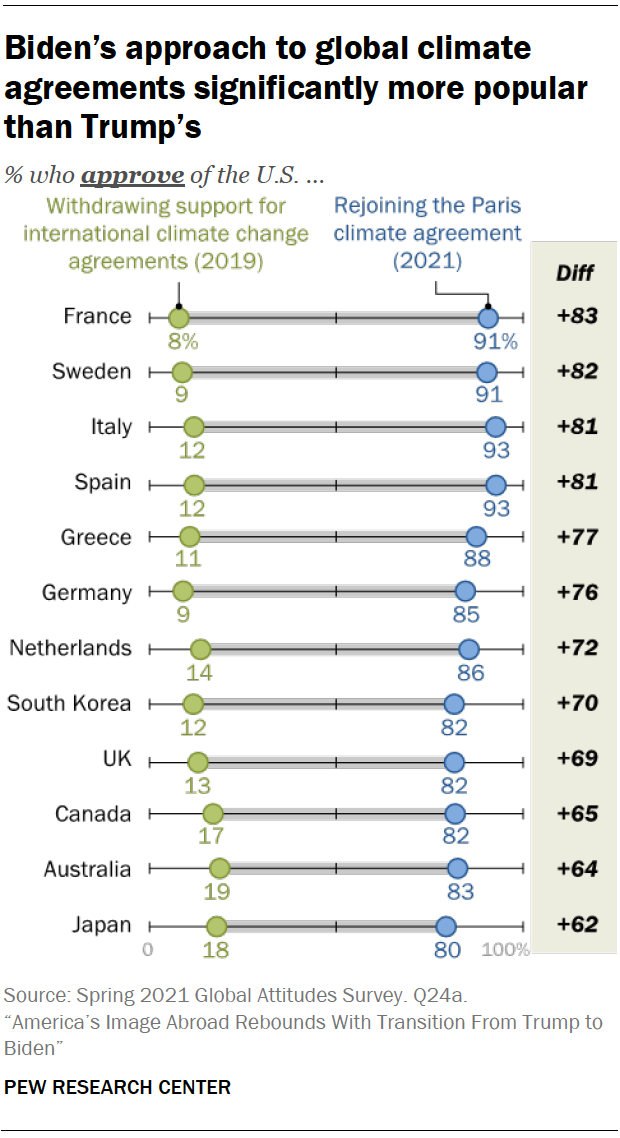 Biden’s approach to global climate
agreements significantly more popular
than Trump’s
% who approve of the U.S. ...
Withdrawing support for
international climate change
agreements (2019)
Rejoining the Paris
climate agreement
(2021)
Diff
France
8%
91%
+83
Sweden
9
91
+82
Italy
12
93
+81
Spain
12
93
+81
Greece
11
88
+77
Germany
9
85
+76
Netherlands
14
86
+72
South Korea
12
82
+70
UK
13
82
+69
Canada
17
82
+65
Australia
19
83
+64
Japan
18
80
+62
0
100%
Source: Spring 2021 Global Attitudes Survey. Q24a.
“America’s Image Abroad Rebounds With Transition From Trump to
Biden”
PEW RESEARCH CENTER